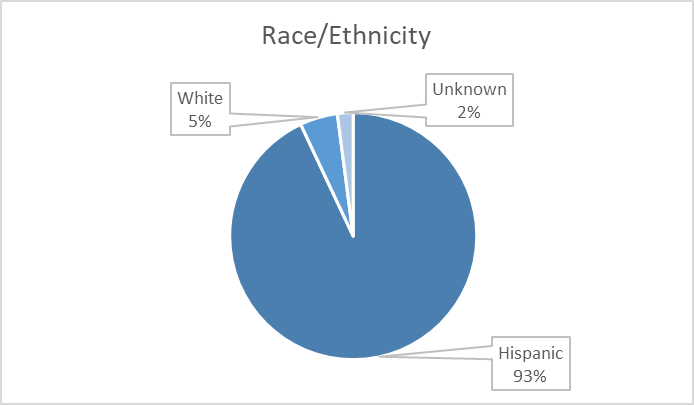 Race/Ethnicity
White
5%
Unknown
2%
Hispanic
93%